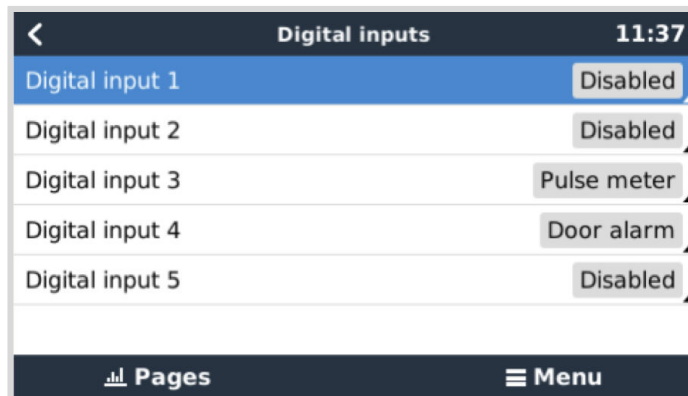 Digital inputs 11:37
Digital input 1 Disabled
Digital input 2 Disabled
Digital input 3 Pulse meter
Digital input 4 Door alarm
Digital input 5 Disabled
Pages Menu